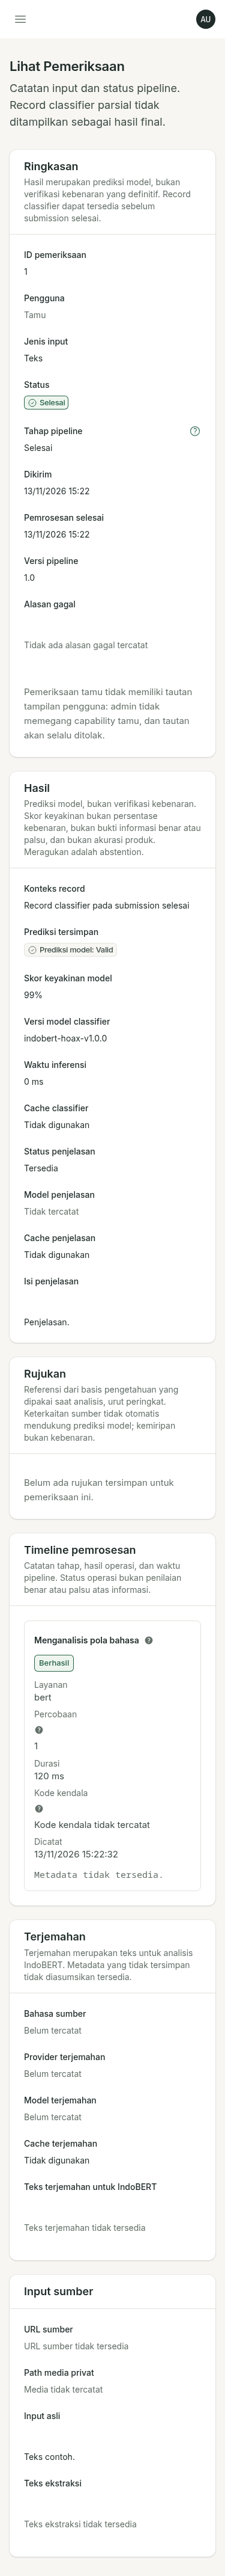 AU
Lihat Pemeriksaan
Catatan input dan status pipeline.
Record classifier parsial tidak
ditampilkan sebagai hasil final.
Ringkasan
Hasil merupakan prediksi model, bukan
verifikasi kebenaran yang definitif. Record
classifier dapat tersedia sebelum
submission selesai.
ID pemeriksaan
1
Pengguna
Tamu
Jenis input
Teks
Status
Selesai
Tahap pipeline
Selesai
Dikirim
13/11/2026 15:22
Pemrosesan selesai
13/11/2026 15:22
Versi pipeline
1.0
Alasan gagal
Tidak ada alasan gagal tercatat
Pemeriksaan tamu tidak memiliki tautan
tampilan pengguna: admin tidak
memegang capability tamu, dan tautan
akan selalu ditolak.
Hasil
Prediksi model, bukan verifikasi kebenaran.
Skor keyakinan bukan persentase
kebenaran, bukan bukti informasi benar atau
palsu, dan bukan akurasi produk.
Meragukan adalah abstention.
Konteks record
Record classifier pada submission selesai
Prediksi tersimpan
Prediksi model: Valid
Skor keyakinan model
99%
Versi model classifier
indobert-hoax-v1.0.0
Waktu inferensi
0 ms
Cache classifier
Tidak digunakan
Status penjelasan
Tersedia
Model penjelasan
Tidak tercatat
Cache penjelasan
Tidak digunakan
Isi penjelasan
Penjelasan.
Rujukan
Referensi dari basis pengetahuan yang
dipakai saat analisis, urut peringkat.
Keterkaitan sumber tidak otomatis
mendukung prediksi model; kemiripan
bukan kebenaran.
Belum ada rujukan tersimpan untuk
pemeriksaan ini.
Timeline pemrosesan
Catatan tahap, hasil operasi, dan waktu
pipeline. Status operasi bukan penilaian
benar atau palsu atas informasi.
Menganalisis pola bahasa
Berhasil
Layanan
bert
Percobaan
1
Durasi
120 ms
Kode kendala
Kode kendala tidak tercatat
Dicatat
13/11/2026 15:22:32
Metadata tidak tersedia.
Terjemahan
Terjemahan merupakan teks untuk analisis
IndoBERT. Metadata yang tidak tersimpan
tidak diasumsikan tersedia.
Bahasa sumber
Belum tercatat
Provider terjemahan
Belum tercatat
Model terjemahan
Belum tercatat
Cache terjemahan
Tidak digunakan
Teks terjemahan untuk IndoBERT
Teks terjemahan tidak tersedia
Input sumber
URL sumber
URL sumber tidak tersedia
Path media privat
Media tidak tercatat
Input asli
Teks contoh.
Teks ekstraksi
Teks ekstraksi tidak tersedia